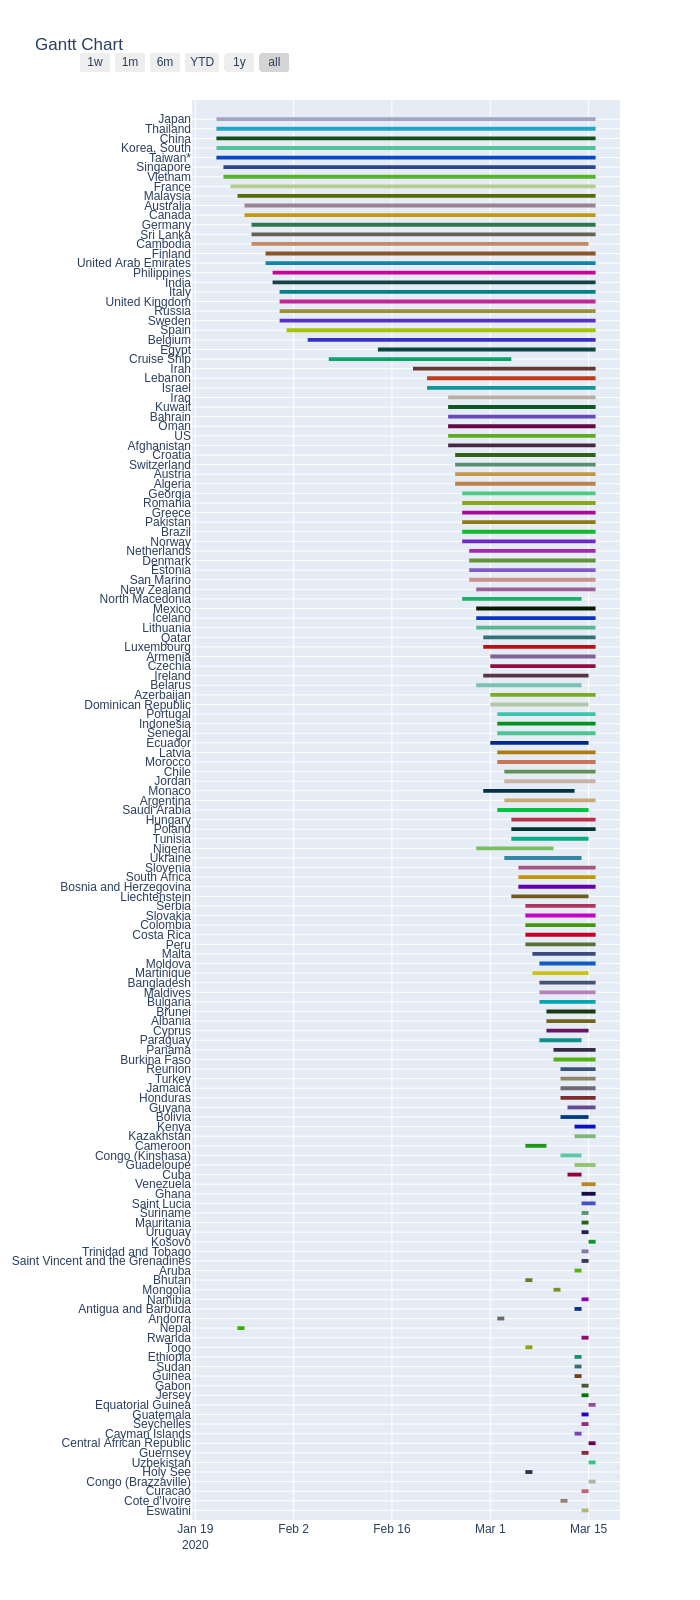 Gantt Chart
1w 1m 6m YTD 1y all
Japan
Thailand
China
Korea, South
Taiwan*
Singapore
Vietnam
France
Malaysia
Australia
Canada
Germany
Sri Lanka
Cambodia
Finland
United Arab Emirates
Philippines
India
Italy
United Kingdom
Russia
Sweden
Spain
Belgium
Egypt
Cruise Ship
Iran
Lebanon
Israel
Iraq
Kuwait
Bahrain
Oman
US
Afghanistan
Croatia
Switzerland
Austria
Algeria
Georgia
Romania
Greece
Pakistan
Brazil
Norway
Netherlands
Denmark
Estonia
San Marino
New Zealand
North Macedonia
Mexico
Iceland
Lithuania
Qatar
Luxembourg
Armenia
Czechia
Ireland
Belarus
Azerbaijan
Dominican Republic
Portugal
Indonesia
Senegal
Ecuador
Latvia
Morocco
Chile
Jordan
Monaco
Argentina
Saudi Arabia
Hungary
Poland
Tunisia
Nigeria
Ukraine
Slovenia
South Africa
Bosnia and Herzegovina
Liechtenstein
Serbia
Slovakia
Colombia
Costa Rica
Peru
Malta
Moldova
Martinique
Bangladesh
Maldives
Bulgaria
Brunei
Albania
Cyprus
Paraguay
Panama
Burkina Faso
Reunion
Turkey
Jamaica
Honduras
Guyana
Bolivia
Kenya
Kazakhstan
Cameroon
Congo (Kinshasa)
Guadeloupe
Cuba
Venezuela
Ghana
Saint Lucia
Suriname
Mauritania
Uruguay
Kosovo
Trinidad and Tobago
Saint Vincent and the Grenadines
Aruba
Bhutan
Mongolia
Namibia
Antigua and Barbuda
Andorra
Nepal
Rwanda
Togo
Ethiopia
Sudan
Guinea
Gabon
Jersey
Equatorial Guinea
Guatemala
Seychelles
Cayman Islands
Central African Republic
Guernsey
Uzbekistan
Holy See
Congo (Brazzaville)
Curacao
Cote d'Ivoire
Eswatini
Jan 19 Feb 2 Feb 16 Mar 1 Mar 15
2020